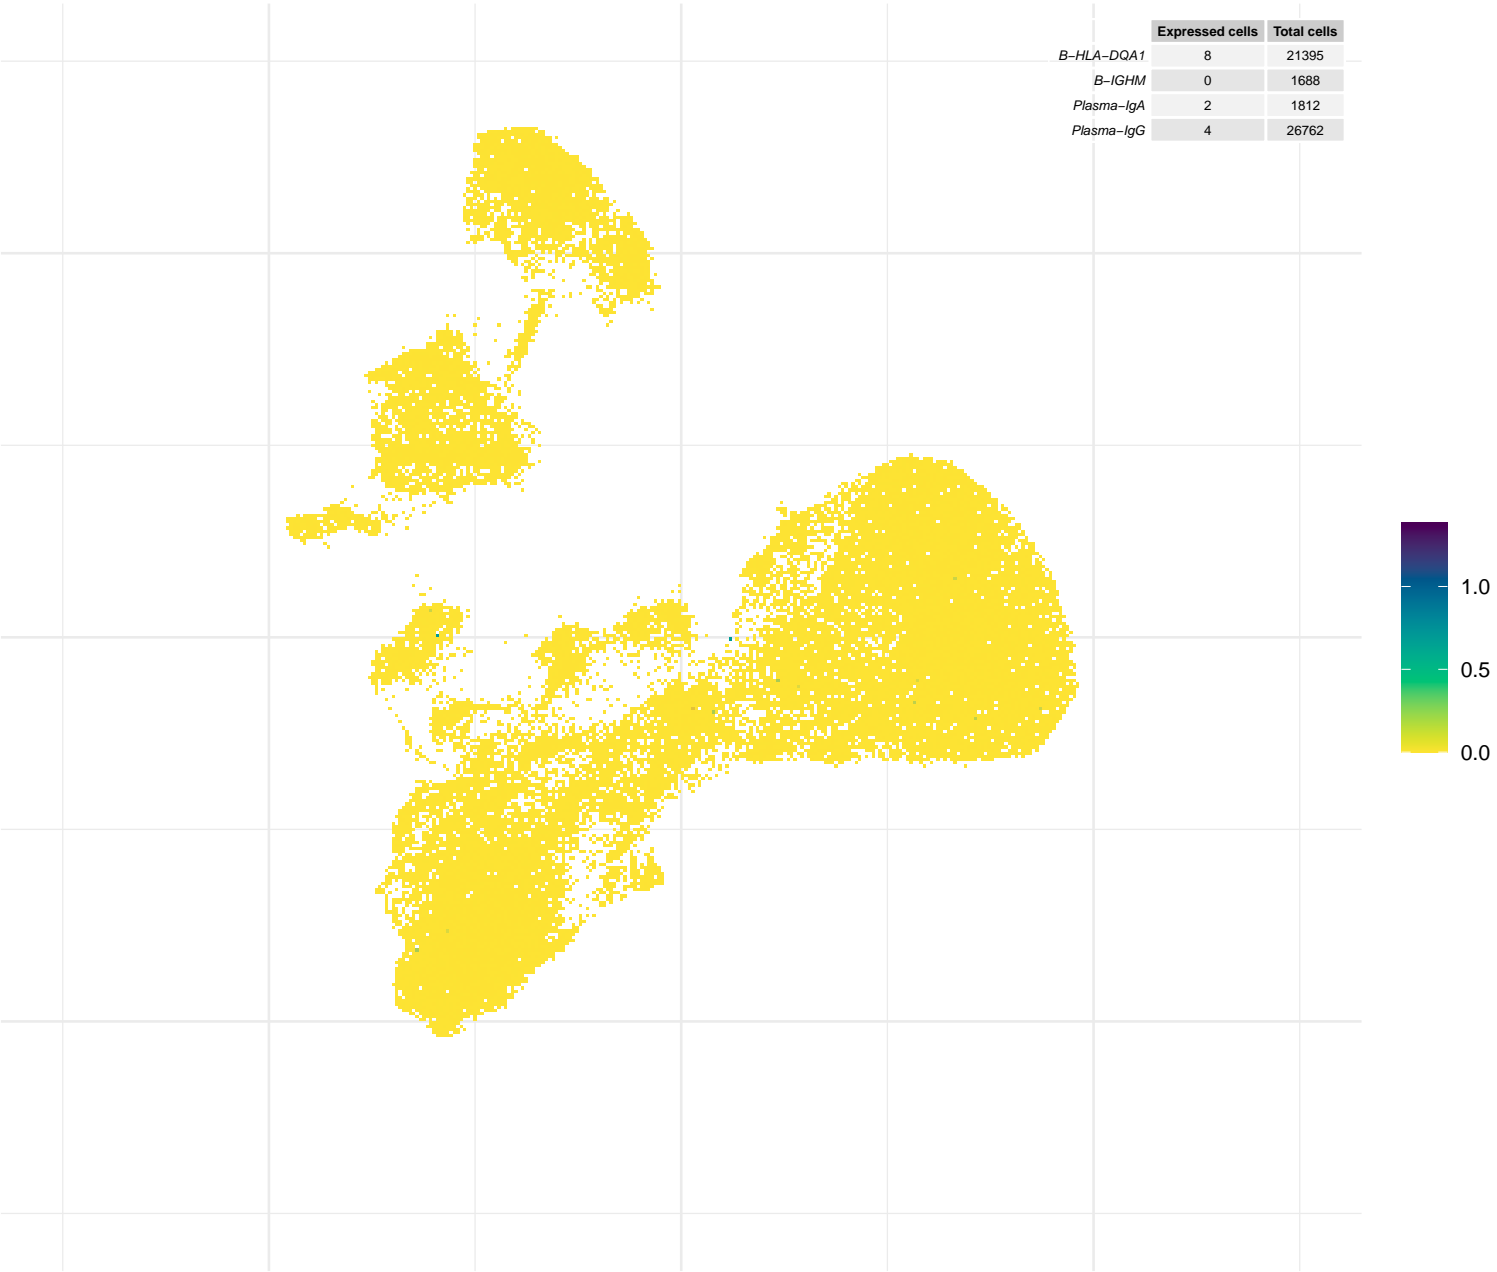 Expressed cells Total cells
B-HLA-DQA1 8 21395
B-IGHM 0 1688
Plasma-IgA 2 1812
Plasma-IgG 4 26762
1.0
0.5
0.0